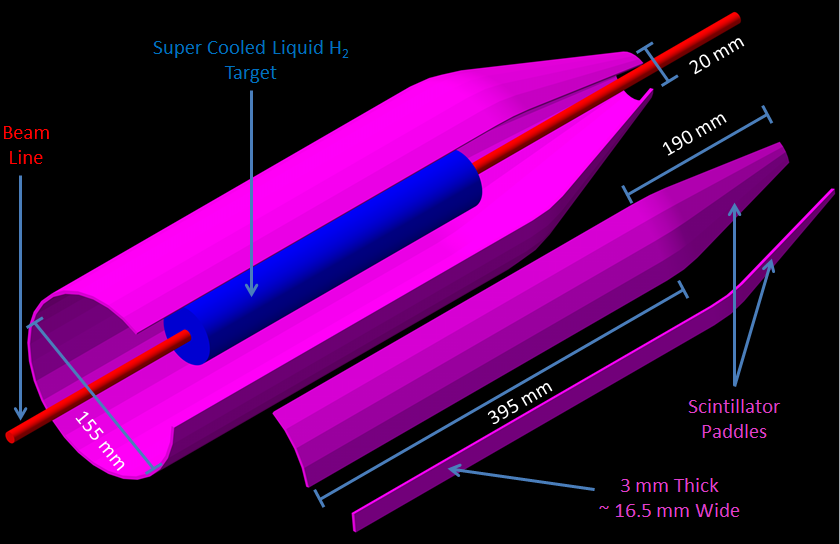 Super Cooled Liquid H₂
Target
20 mm
Beam
Line
190 mm
155 mm
395 mm
Scintillator
Paddles
3 mm Thick
~ 16.5 mm Wide